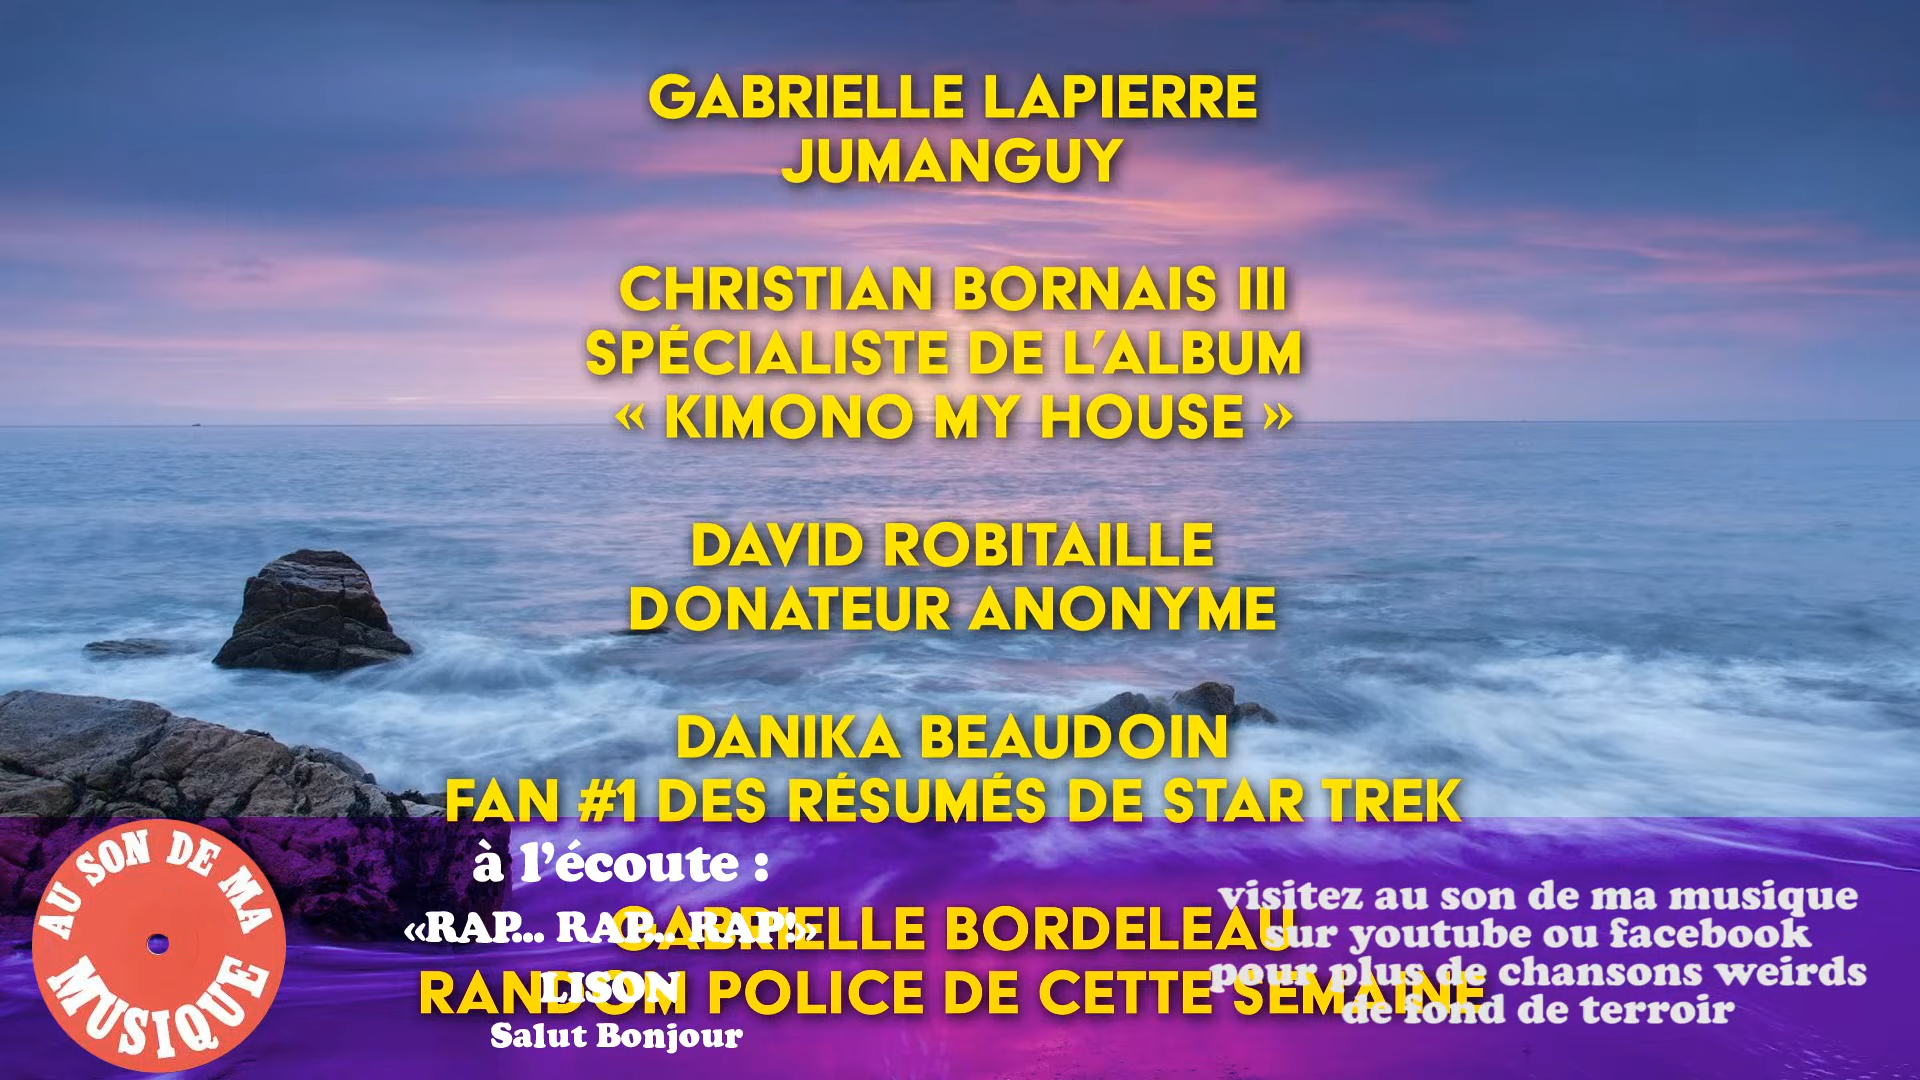 GABRIELLE LAPIERRE
JUMANGUY
CHRISTIAN BORNAIS III
SPÉCIALISTE DE L'ALBUM
« KIMONO MY HOUSE »
DAVID ROBITAILLE
DONATEUR ANONYME
DANIKA BEAUDOIN
FAN #1 DES RÉSUMÉS DE STAR TREK
GABRIELLE BORDELEAU
RANDOM POLICE DE CETTE SEMAINE
AU SON DE MA
MUSIQUE
à l'écoute :
«RAP... RAP... RAP!»
LISON
Salut Bonjour
visitez au son de ma musique
sur youtube ou facebook
pour plus de chansons weirds
de fond de terroir